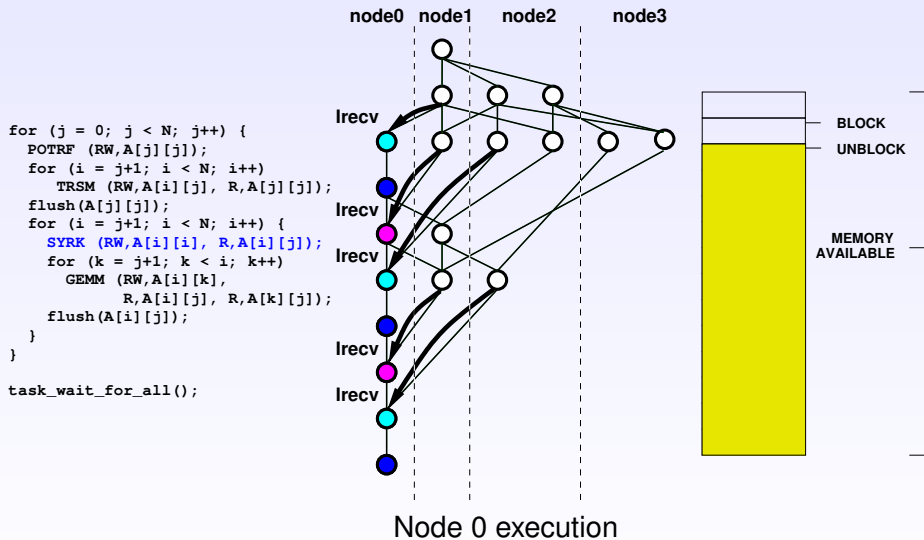 node0 node1 node2 node3
for (j = 0; j < N; j++) {
  POTRF (RW,A[j][j]);
  for (i = j+1; i < N; i++)
    TRSM (RW,A[i][j], R,A[j][j]);
  flush(A[j][j]);
  for (i = j+1; i < N; i++) {
    SYRK (RW,A[i][i], R,A[i][j]);
    for (k = j+1; k < i; k++)
      GEMM (RW,A[i][k],
            R,A[i][j], R,A[k][j]);
    flush(A[i][j]);
  }
}
task_wait_for_all();
Irecv
Irecv
Irecv
Irecv
Irecv
BLOCK
UNBLOCK
MEMORY
AVAILABLE
Node 0 execution